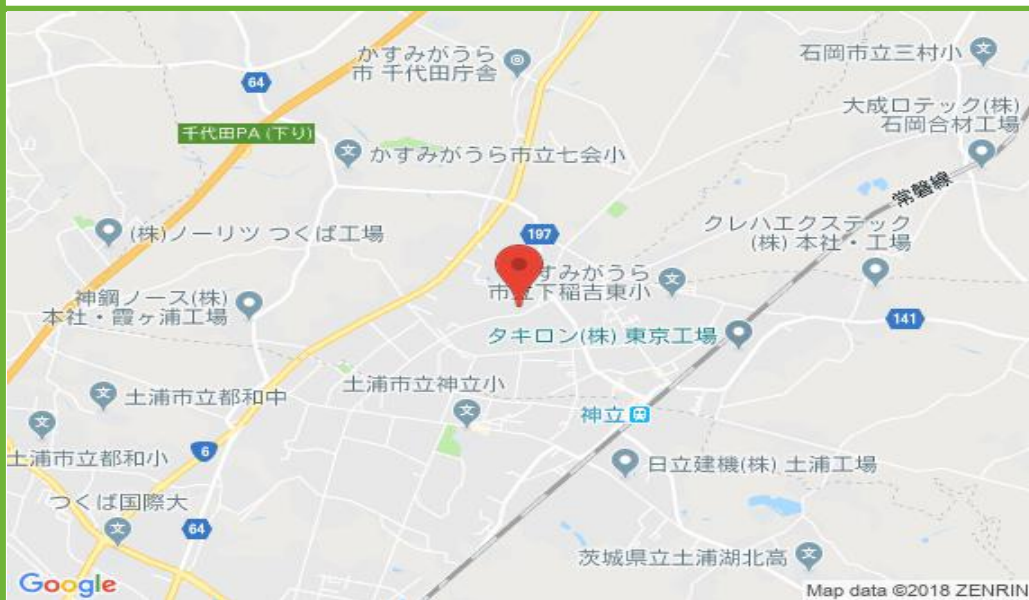 かすみがうら
市 千代田庁舎
石岡市立三村小
64
大成ロテック(株)
石岡合材工場
千代田PA (下り)
かすみがうら市立七会小
常磐線
(株)ノーリツ つくば工場
197
クレハエクステック
(株) 本社・工場
すみがうら
市立下稲吉東小
神鋼ノース(株)
本社・霞ヶ浦工場
141
タキロン(株) 東京工場
土浦市立神立小
土浦市立都和中
神立
土浦市立都和小
6
日立建機(株) 土浦工場
つくば国際大
64
茨城県立土浦湖北高
Google
Map data ©2018 ZENRIN